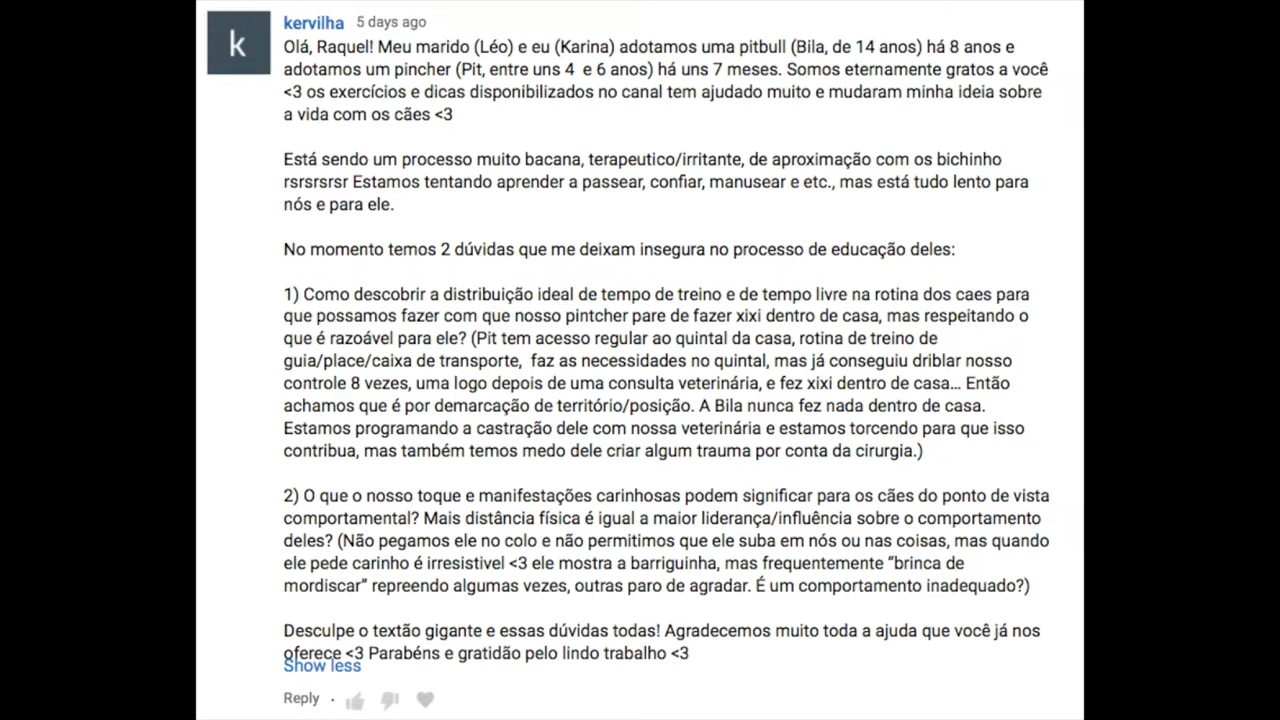 k
kervilha 5 days ago
Olá, Raquel! Meu marido (Léo) e eu (Karina) adotamos uma pitbull (Bila, de 14 anos) há 8 anos e
adotamos um pincher (Pit, entre uns 4 e 6 anos) há uns 7 meses. Somos eternamente gratos a você
<3 os exercícios e dicas disponibilizados no canal tem ajudado muito e mudaram minha ideia sobre
a vida com os cães <3
Está sendo um processo muito bacana, terapeutico/irritante, de aproximação com os bichinho
rsrsrsrsr Estamos tentando aprender a passear, confiar, manusear e etc., mas está tudo lento para
nós e para ele.
No momento temos 2 dúvidas que me deixam insegura no processo de educação deles:
1) Como descobrir a distribuição ideal de tempo de treino e de tempo livre na rotina dos caes para
que possamos fazer com que nosso pintcher pare de fazer xixi dentro de casa, mas respeitando o
que é razoável para ele? (Pit tem acesso regular ao quintal da casa, rotina de treino de
guia/place/caixa de transporte, faz as necessidades no quintal, mas já conseguiu driblar nosso
controle 8 vezes, uma logo depois de uma consulta veterinária, e fez xixi dentro de casa... Então
achamos que é por demarcação de território/posição. A Bila nunca fez nada dentro de casa.
Estamos programando a castração dele com nossa veterinária e estamos torcendo para que isso
contribua, mas também temos medo dele criar algum trauma por conta da cirurgia.)
2) O que o nosso toque e manifestações carinhosas podem significar para os cães do ponto de vista
comportamental? Mais distância física é igual a maior liderança/influência sobre o comportamento
deles? (Não pegamos ele no colo e não permitimos que ele suba em nós ou nas coisas, mas quando
ele pede carinho é irresistivel <3 ele mostra a barriguinha, mas frequentemente “brinca de
mordiscar” repreendo algumas vezes, outras paro de agradar. É um comportamento inadequado?)
Desculpe o textão gigante e essas dúvidas todas! Agradecemos muito toda a ajuda que você já nos
oferece <3 Parabéns e gratidão pelo lindo trabalho <3
Show less
Reply ·